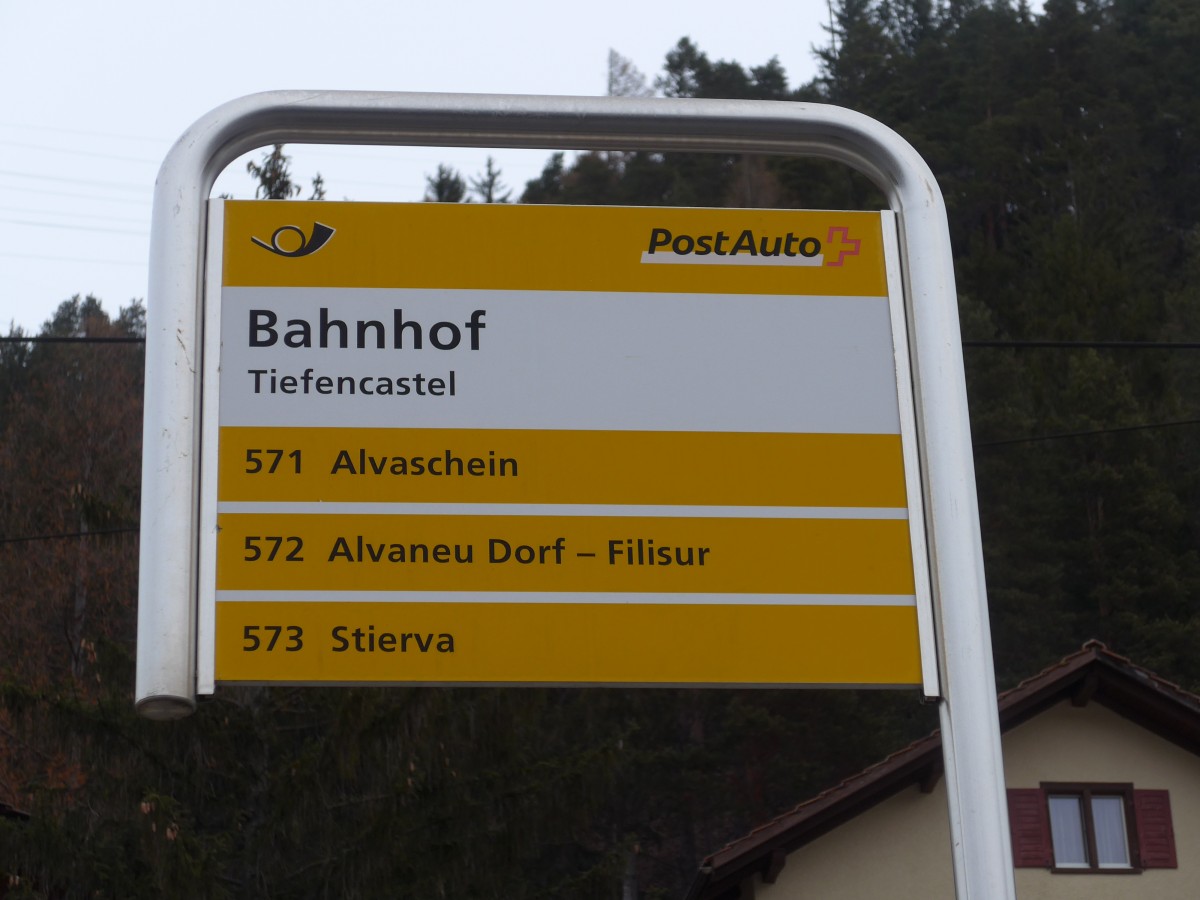 PostAuto
Bahnhof
Tiefencastel
571 Alvaschein
572 Alvaneu Dorf – Filisur
573 Stierva